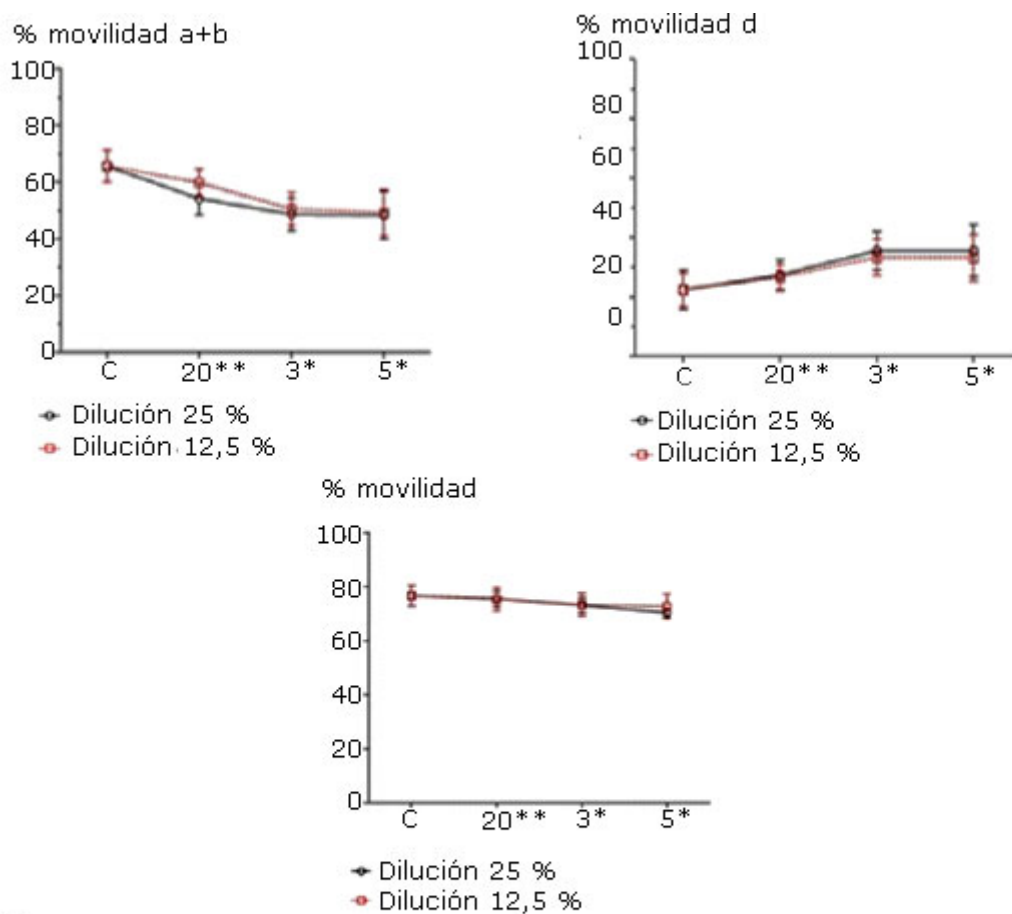 % movilidad a+b
100
80
60
40
20
0
C 20** 3* 5*
Dilución 25 %
Dilución 12,5 %
% movilidad d
100
80
60
40
20
0
C 20** 3* 5*
Dilución 25 %
Dilución 12,5 %
% movilidad
100
80
60
40
20
0
C 20** 3* 5*
Dilución 25 %
Dilución 12,5 %